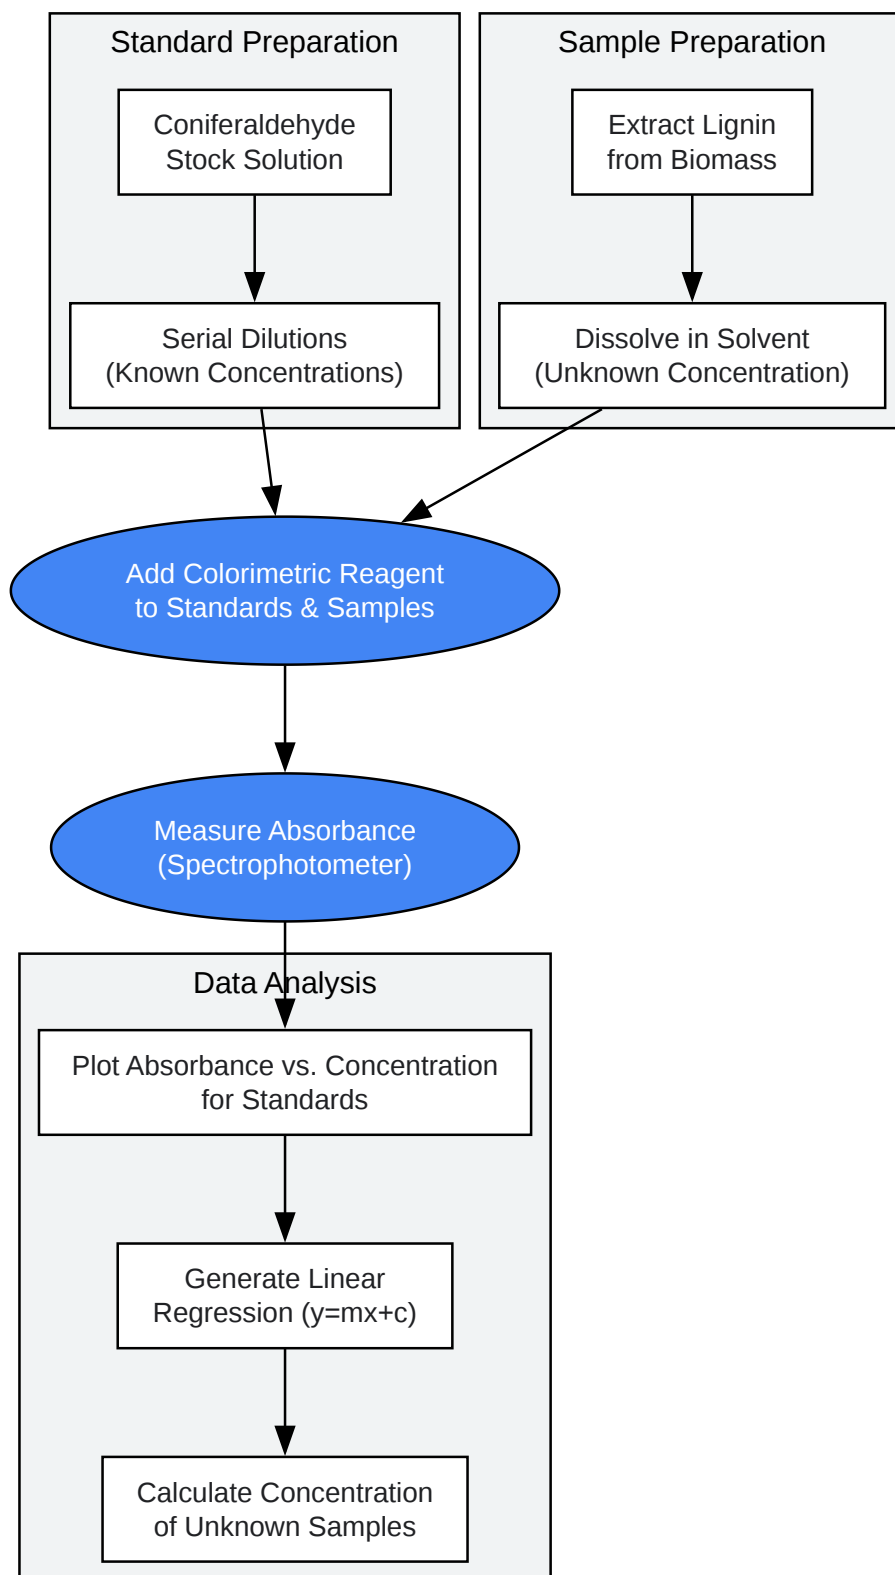 Standard Preparation
Coniferaldehyde
Stock Solution
Serial Dilutions
(Known Concentrations)
Sample Preparation
Extract Lignin
from Biomass
Dissolve in Solvent
(Unknown Concentration)
Add Colorimetric Reagent
to Standards & Samples
Measure Absorbance
(Spectrophotometer)
Data Analysis
Plot Absorbance vs. Concentration
for Standards
Generate Linear
Regression (y=mx+c)
Calculate Concentration
of Unknown Samples